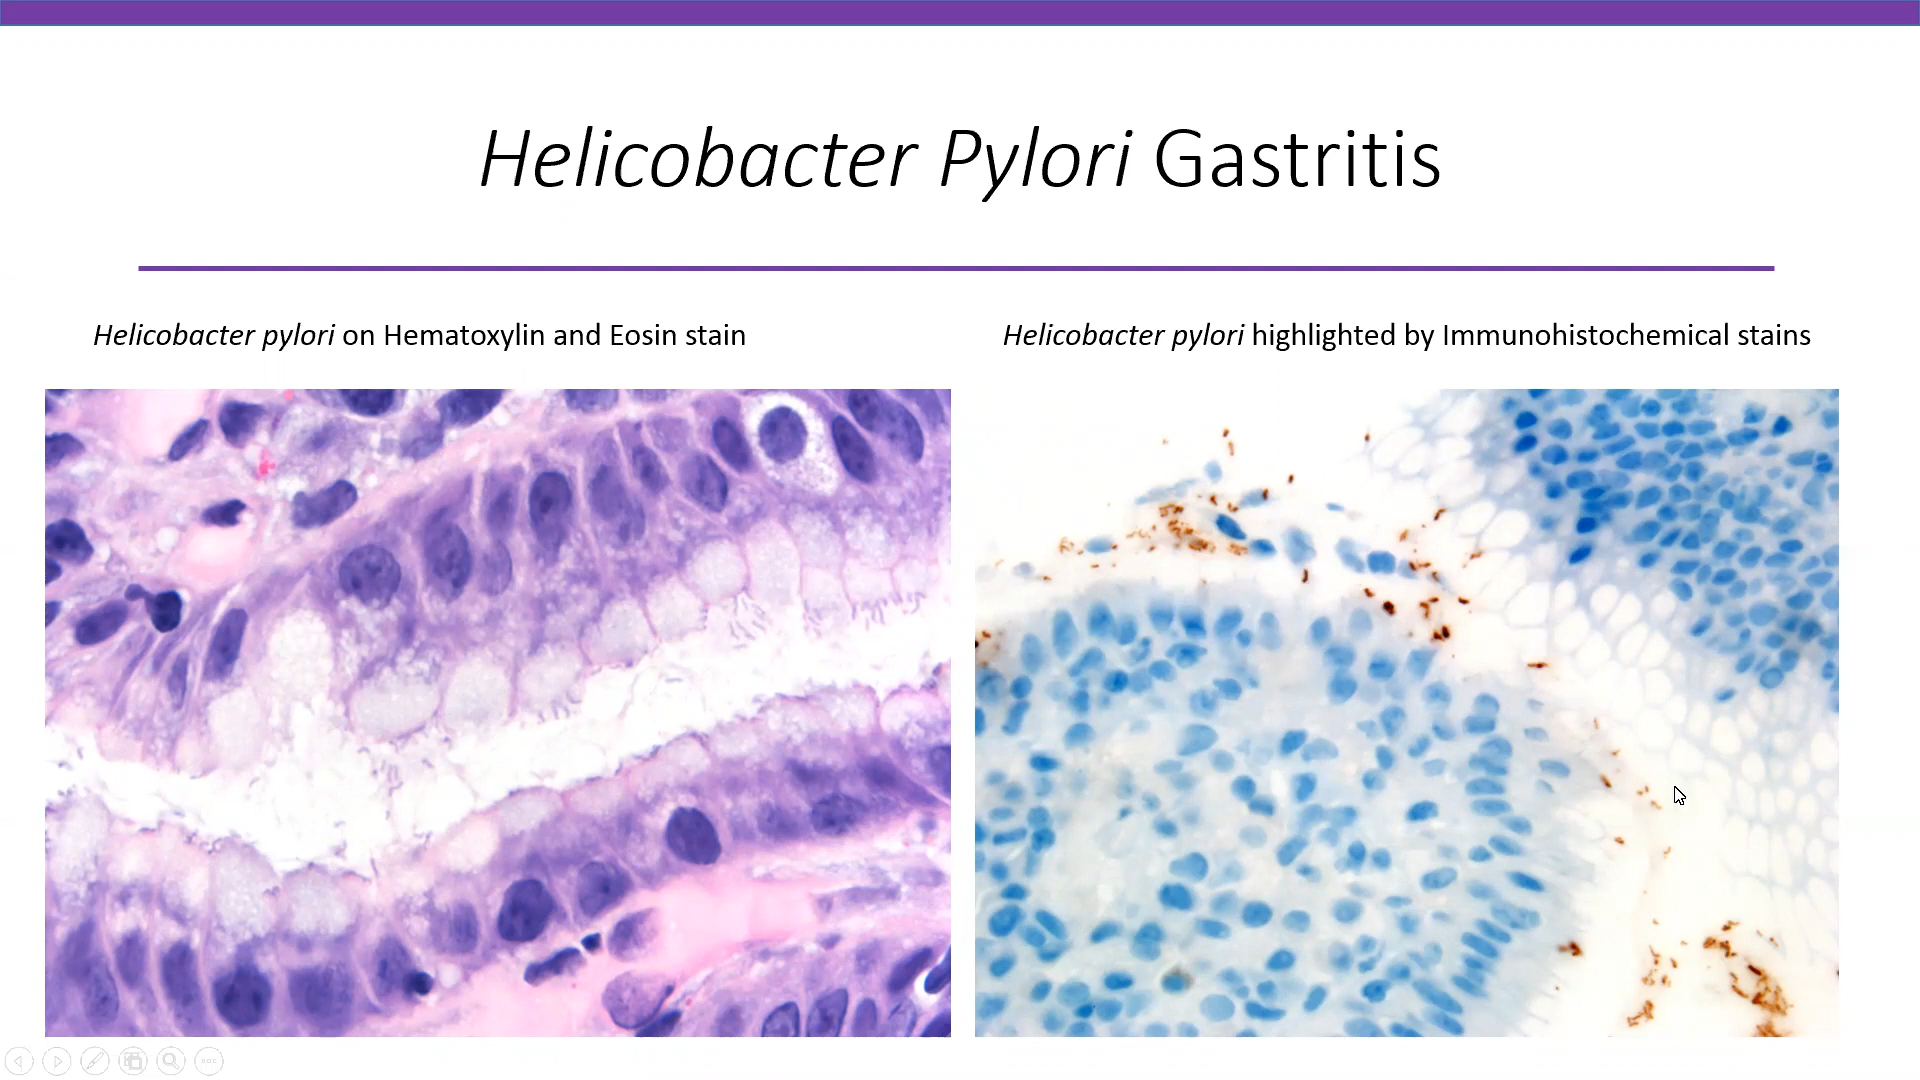 Helicobacter Pylori Gastritis
Helicobacter pylori on Hematoxylin and Eosin stain
Helicobacter pylori highlighted by Immunohistochemical stains